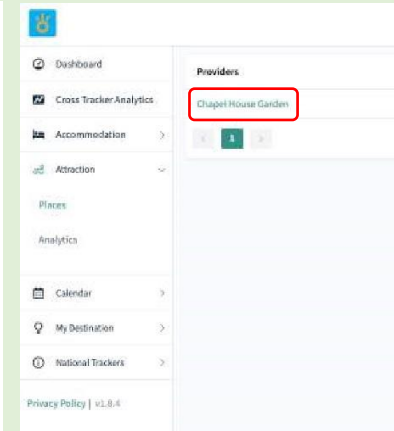 Dashboard
Cross Tracker Analytics
Accommodation
Attraction
Places
Analytics
Calendar
My Destination
National Trackers
Privacy Policy | v1.8.4
Providers
Chapel House Garden
1